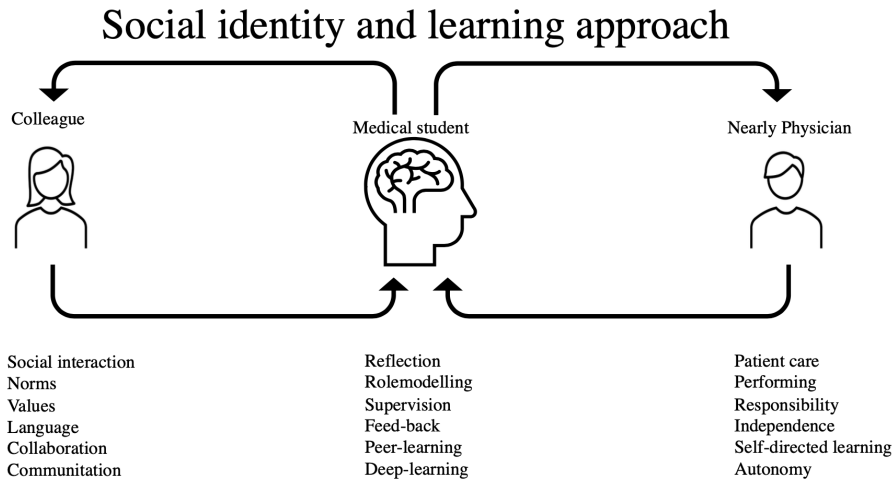 Social identity and learning approach
Colleague
Medical student
Nearly Physician
Social interaction
Norms
Values
Language
Collaboration
Communitation
Reflection
Rolemodelling
Supervision
Feed-back
Peer-learning
Deep-learning
Patient care
Performing
Responsibility
Independence
Self-directed learning
Autonomy